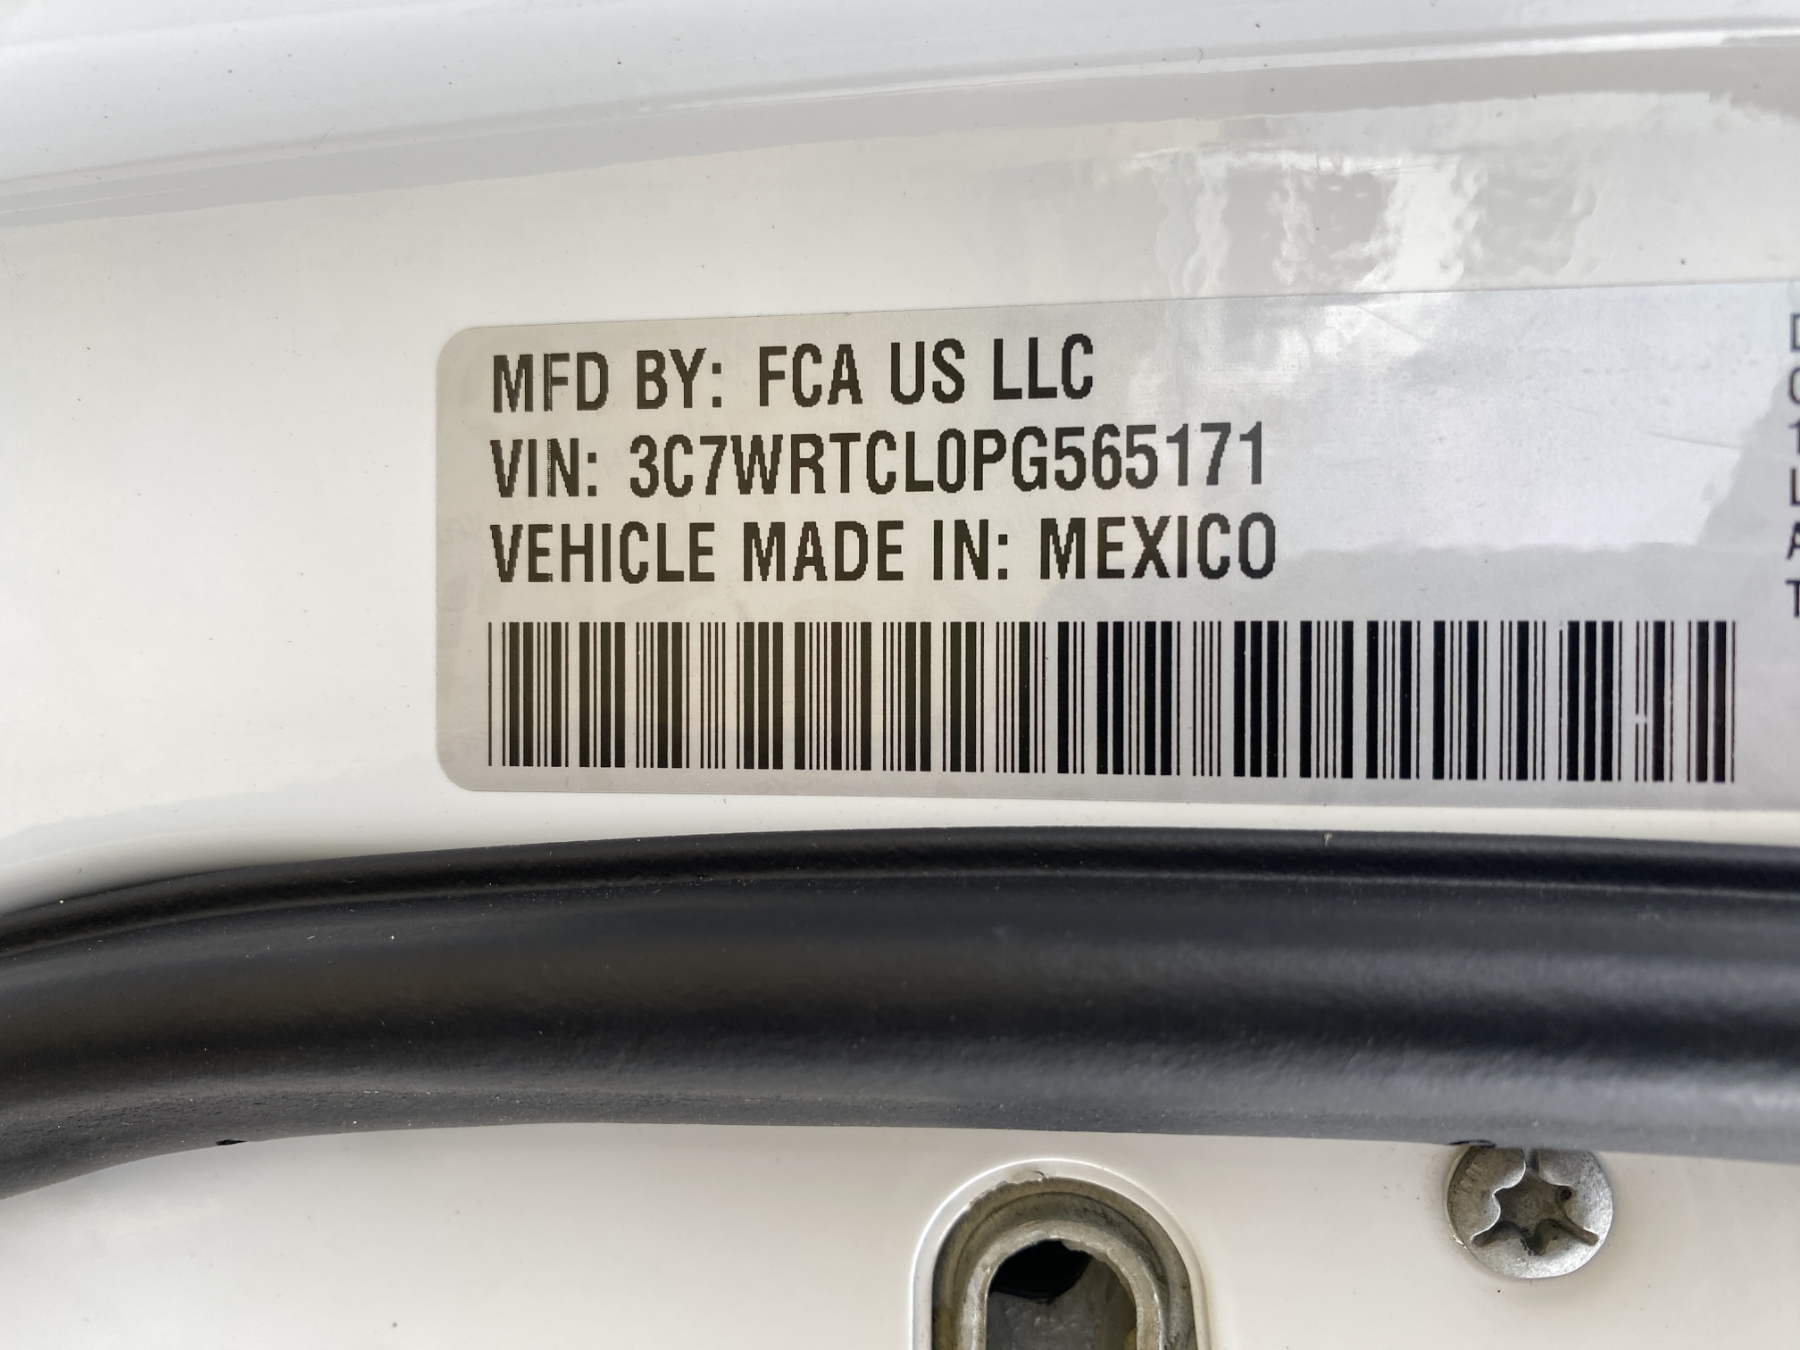 MFD BY: FCA US LLC
VIN: 3C7WRTCL0PG565171
VEHICLE MADE IN: MEXICO